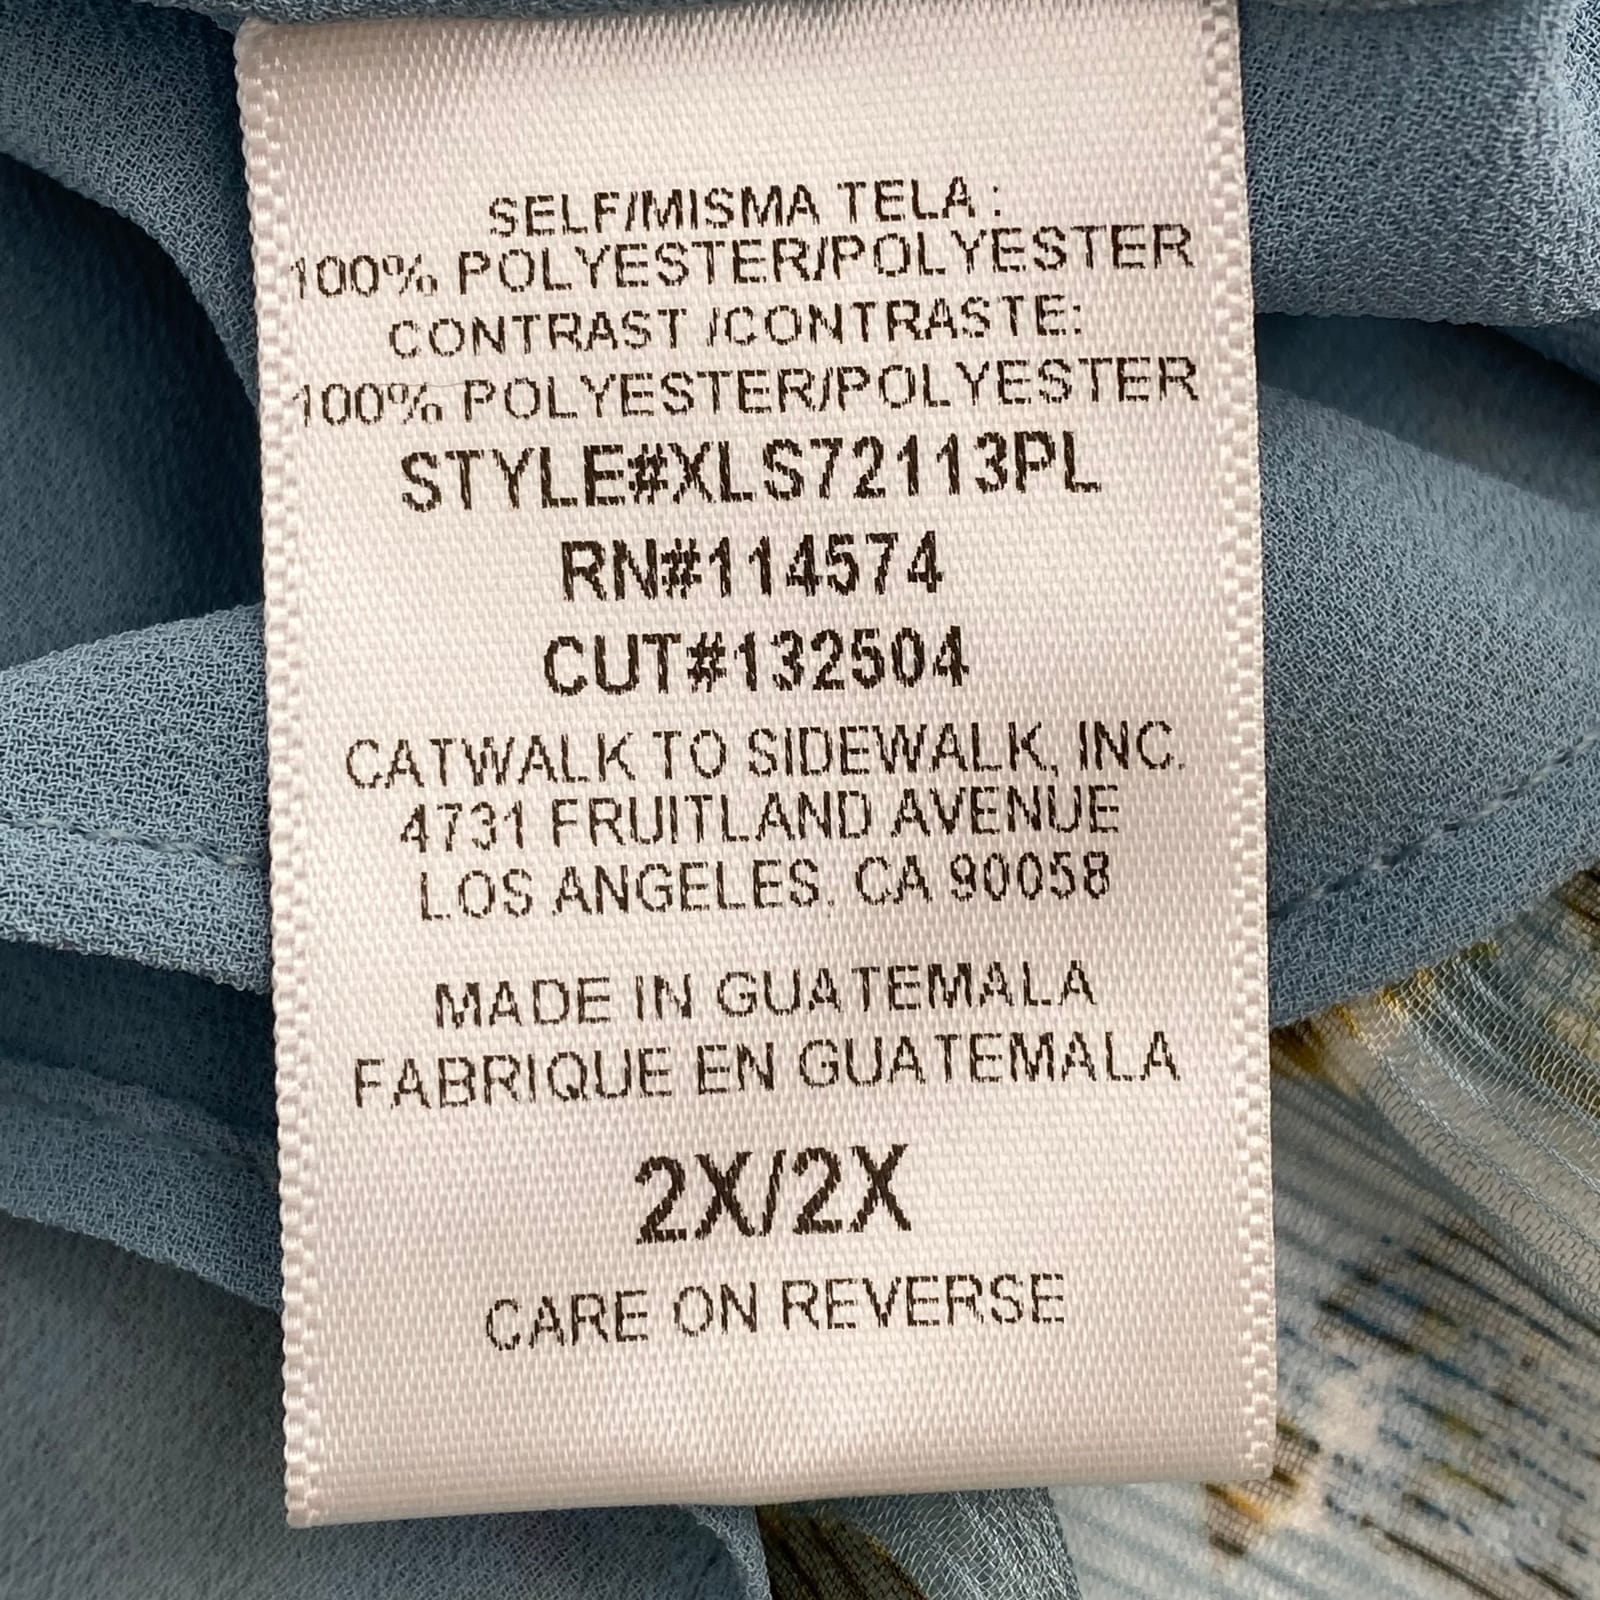 SELF/MISMA TELA :
100% POLYESTER/POLYESTER
CONTRAST /CONTRASTE:
100% POLYESTER/POLYESTER
STYLE#XLS72113PL
RN#114574
CUT#132504
CATWALK TO SIDEWALK, INC.
4731 FRUITLAND AVENUE
LOS ANGELES, CA 90058
MADE IN GUATEMALA
FABRIQUE EN GUATEMALA
2X/2X
CARE ON REVERSE